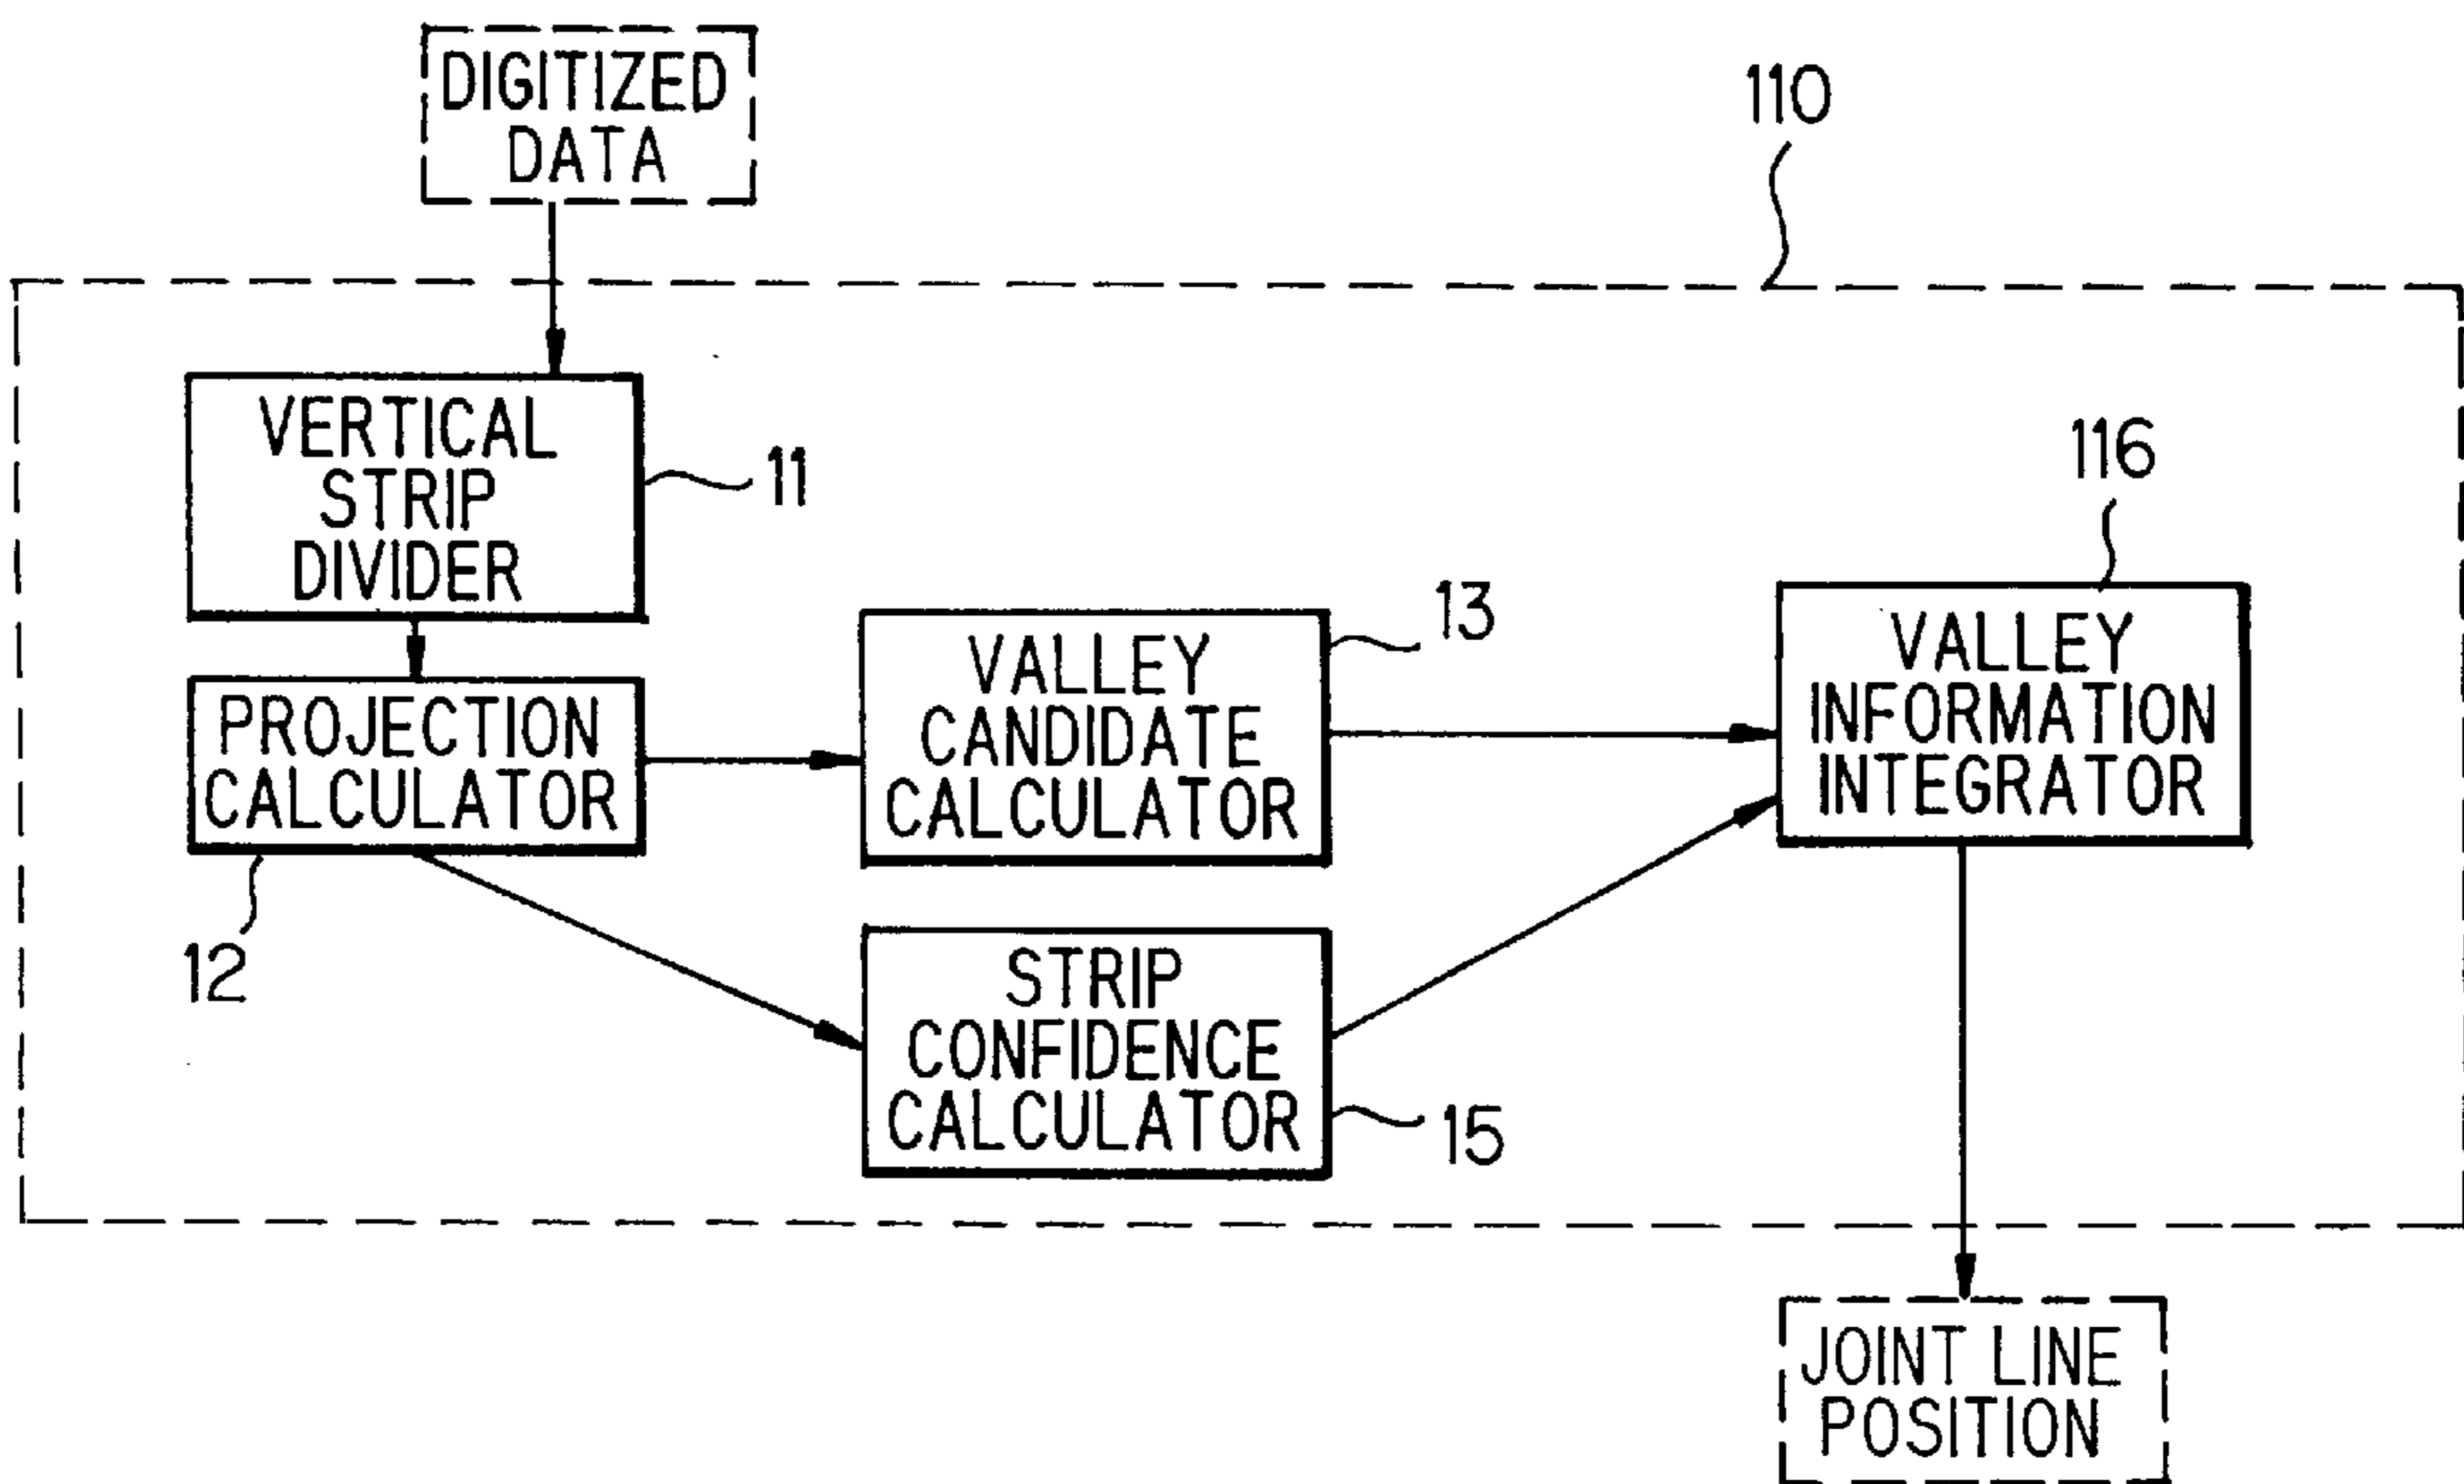 DIGITIZED
DATA
110
VERTICAL
STRIP
DIVIDER
11
116
13
VALLEY
CANDIDATE
CALCULATOR
VALLEY
INFORMATION
INTEGRATOR
PROJECTION
CALCULATOR
12
STRIP
CONFIDENCE
CALCULATOR
15
JOINT LINE
POSITION